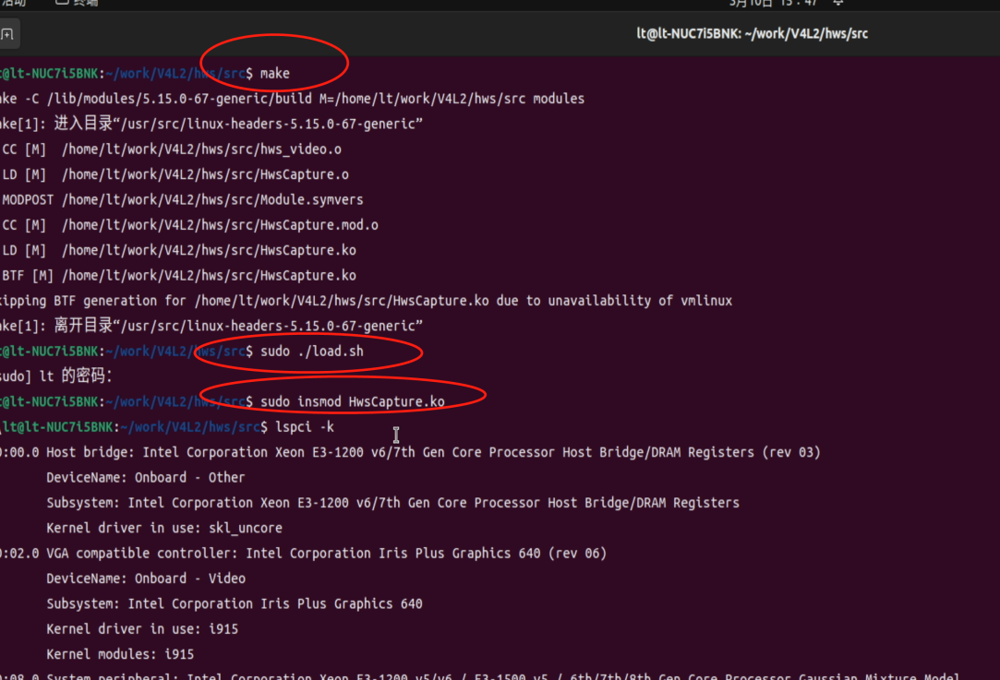 活动 终端 3月10日 15:47
lt@lt-NUC7i5BNK: ~/work/V4L2/hws/src
t@lt-NUC7i5BNK:~/work/V4L2/hws/src$ make
ake -C /lib/modules/5.15.0-67-generic/build M=/home/lt/work/V4L2/hws/src modules
ake[1]: 进入目录“/usr/src/linux-headers-5.15.0-67-generic”
CC [M] /home/lt/work/V4L2/hws/src/hws_video.o
LD [M] /home/lt/work/V4L2/hws/src/HwsCapture.o
MODPOST /home/lt/work/V4L2/hws/src/Module.symvers
CC [M] /home/lt/work/V4L2/hws/src/HwsCapture.mod.o
LD [M] /home/lt/work/V4L2/hws/src/HwsCapture.ko
BTF [M] /home/lt/work/V4L2/hws/src/HwsCapture.ko
kipping BTF generation for /home/lt/work/V4L2/hws/src/HwsCapture.ko due to unavailability of vmlinux
ake[1]: 离开目录“/usr/src/linux-headers-5.15.0-67-generic”
t@lt-NUC7i5BNK:~/work/V4L2/hws/src$ sudo ./load.sh
sudo] lt 的密码：
t@lt-NUC7i5BNK:~/work/V4L2/hws/src$ sudo insmod HwsCapture.ko
\lt@lt-NUC7i5BNK:~/work/V4L2/hws/src$ lspci -k
0:00.0 Host bridge: Intel Corporation Xeon E3-1200 v6/7th Gen Core Processor Host Bridge/DRAM Registers (rev 03)
DeviceName: Onboard - Other
Subsystem: Intel Corporation Xeon E3-1200 v6/7th Gen Core Processor Host Bridge/DRAM Registers
Kernel driver in use: skl_uncore
0:02.0 VGA compatible controller: Intel Corporation Iris Plus Graphics 640 (rev 06)
DeviceName: Onboard - Video
Subsystem: Intel Corporation Iris Plus Graphics 640
Kernel driver in use: i915
Kernel modules: i915
0:08.0 System peripheral: Intel Corporation Xeon E3-1200 v5/v6 / E3-1500 v5 / 6th/7th/8th Gen Core Processor Gaussian Mixture Model